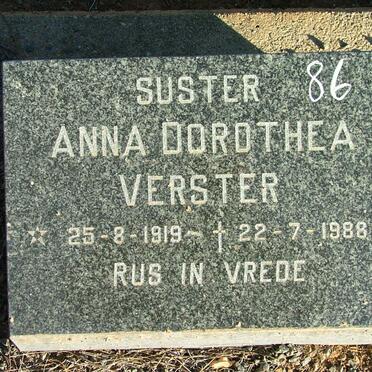 86
SUSTER
ANNA DOROTHEA
VERSTER
☆ 25-8-1919 - † 22-7-1988
RUS IN VREDE